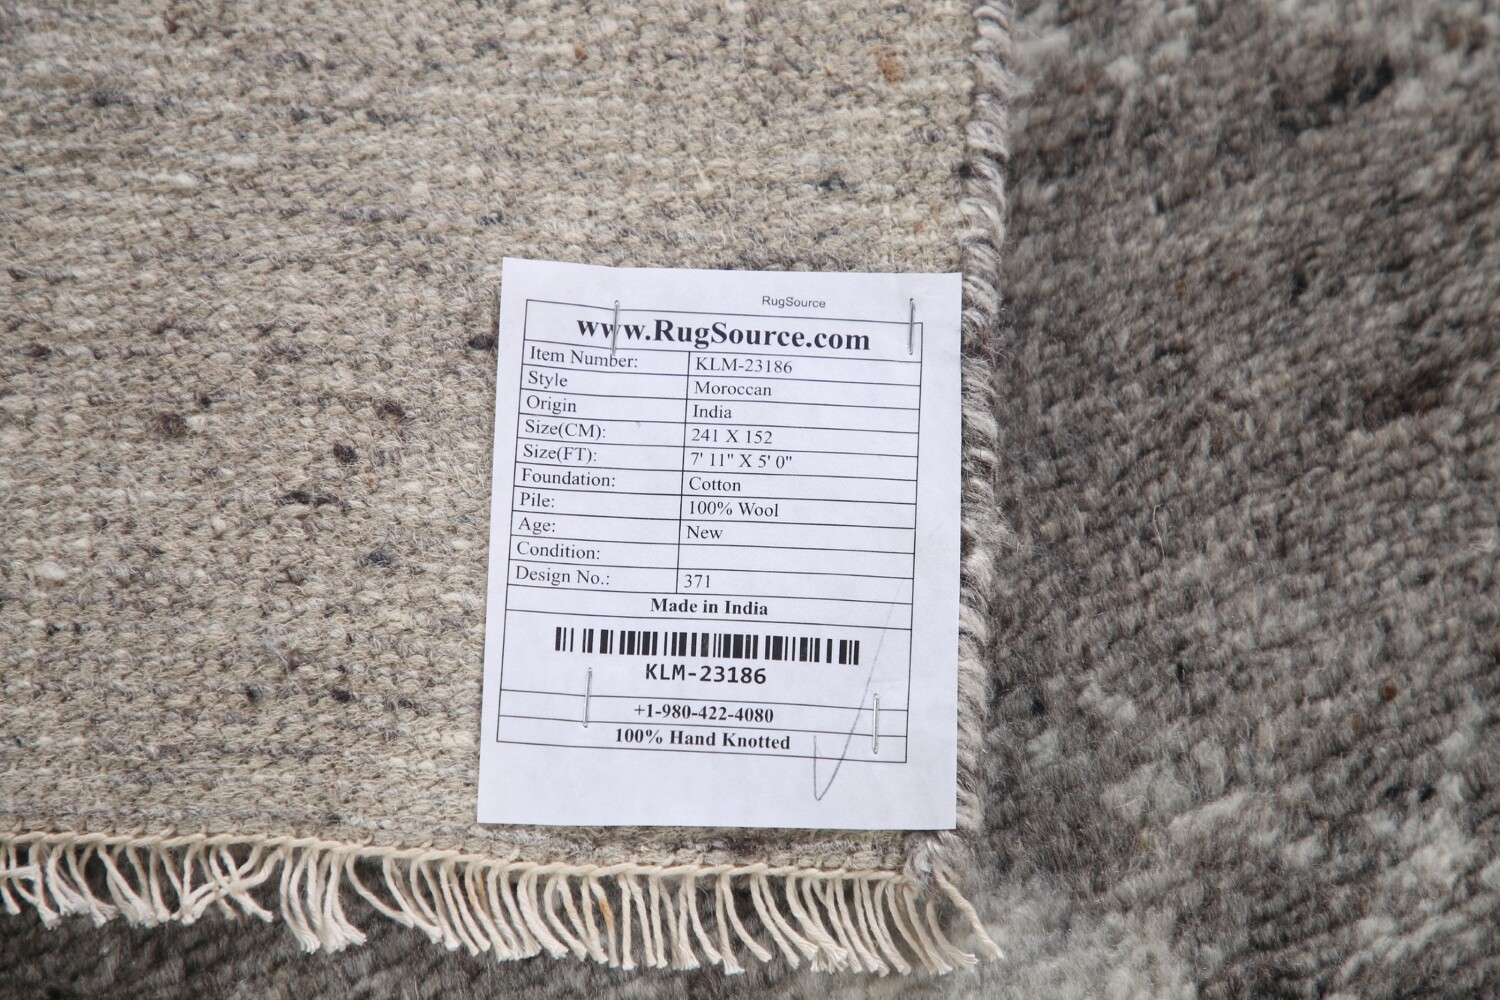 RugSource
www.RugSource.com
Item Number: KLM-23186
Style Moroccan
Origin India
Size(CM): 241 X 152
Size(FT): 7' 11" X 5' 0"
Foundation: Cotton
Pile: 100% Wool
Age: New
Condition:
Design No.: 371
Made in India
KLM-23186
+1-980-422-4080
100% Hand Knotted